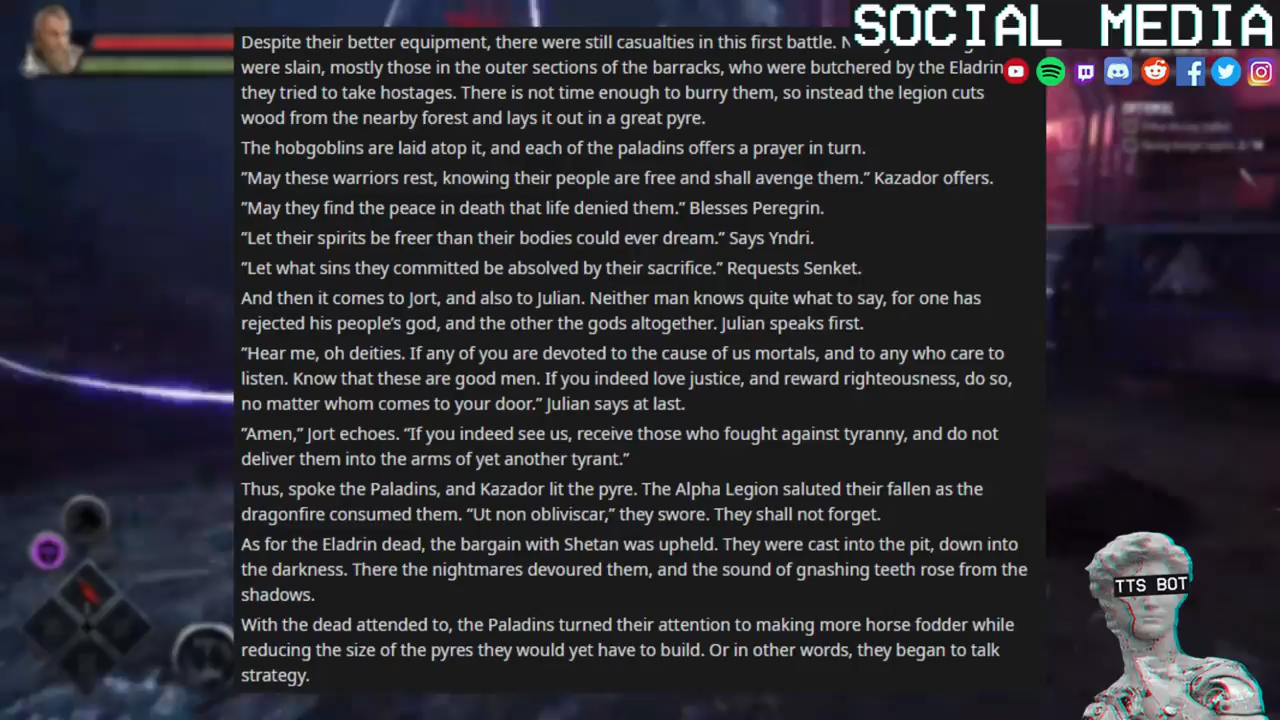 SOCIAL MEDIA
Despite their better equipment, there were still casualties in this first battle.
were slain, mostly those in the outer sections of the barracks, who were butchered by the Eladrin
they tried to take hostages. There is not time enough to burry them, so instead the legion cuts
wood from the nearby forest and lays it out in a great pyre.
The hobgoblins are laid atop it, and each of the paladins offers a prayer in turn.
“May these warriors rest, knowing their people are free and shall avenge them.” Kazador offers.
“May they find the peace in death that life denied them.” Blesses Peregrin.
“Let their spirits be freer than their bodies could ever dream.” Says Yndri.
“Let what sins they committed be absolved by their sacrifice.” Requests Senket.
And then it comes to Jort, and also to Julian. Neither man knows quite what to say, for one has
rejected his people’s god, and the other the gods altogether. Julian speaks first.
“Hear me, oh deities. If any of you are devoted to the cause of us mortals, and to any who care to
listen. Know that these are good men. If you indeed love justice, and reward righteousness, do so,
no matter whom comes to your door.” Julian says at last.
“Amen,” Jort echoes. “If you indeed see us, receive those who fought against tyranny, and do not
deliver them into the arms of yet another tyrant.”
Thus, spoke the Paladins, and Kazador lit the pyre. The Alpha Legion saluted their fallen as the
dragonfire consumed them. “Ut non obliviscar,” they swore. They shall not forget.
As for the Eladrin dead, the bargain with Shetan was upheld. They were cast into the pit, down into
the darkness. There the nightmares devoured them, and the sound of gnashing teeth rose from the
shadows.
With the dead attended to, the Paladins turned their attention to making more horse fodder while
reducing the size of the pyres they would yet have to build. Or in other words, they began to talk
strategy.
TTS BOT